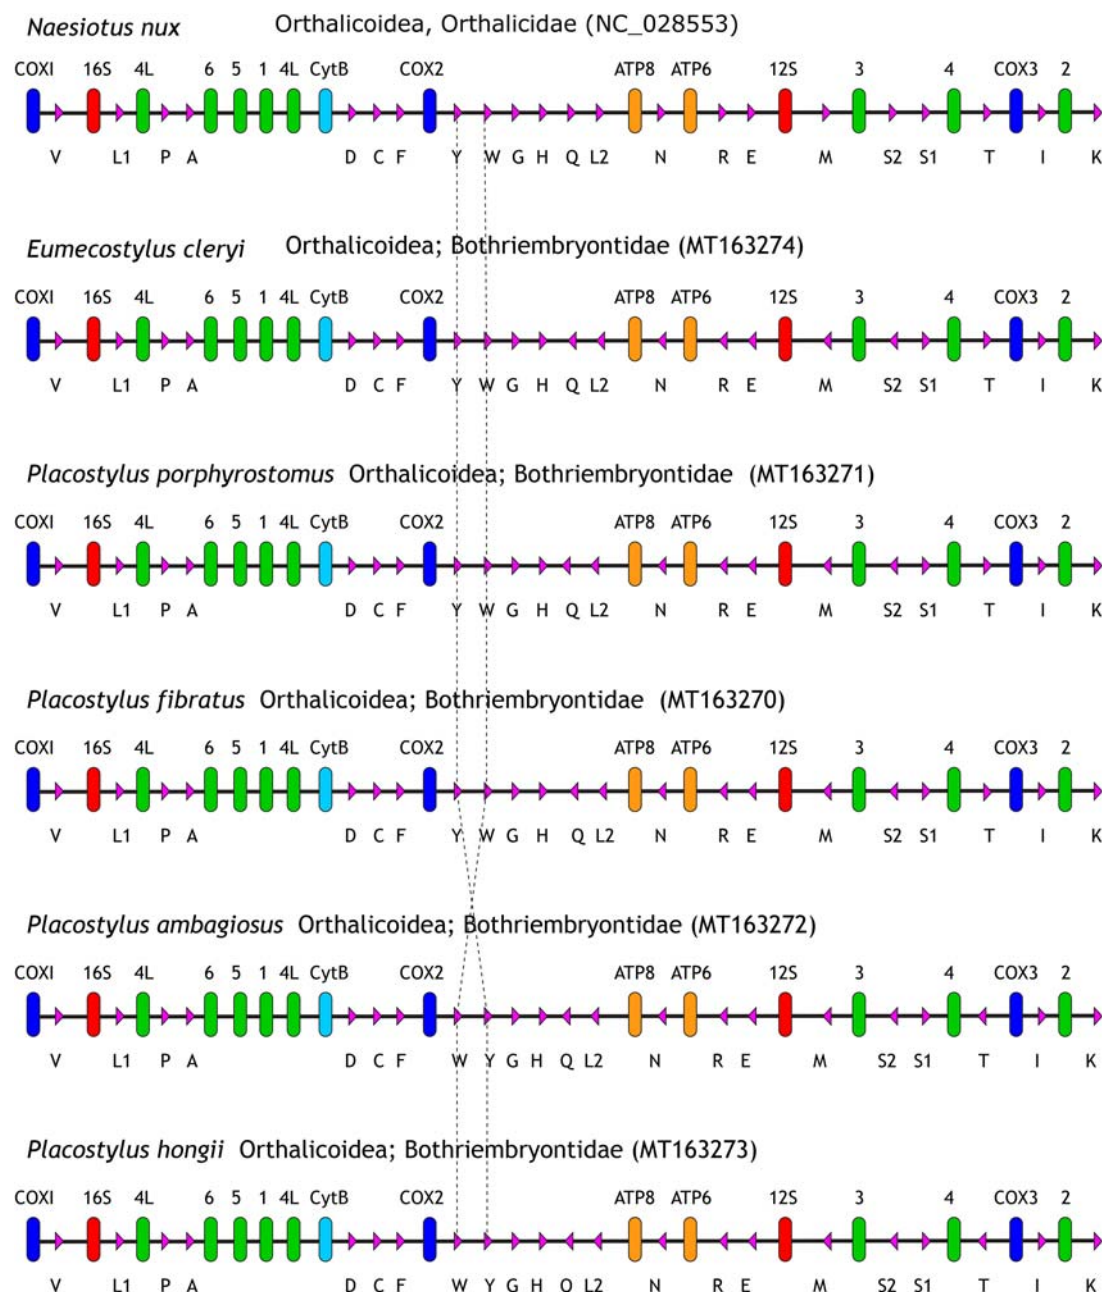 Naesiotus nux Orthalicoidea, Orthalicidae (NC_028553)
COXI 16S 4L 6 5 1 4L CytB COX2 ATP8 ATP6 12S 3 4 COX3 2
V L1 P A D C F Y W G H Q L2 N R E M S2 S1 T I K
Eumecostylus cleryi Orthalicoidea; Bothriembryontidae (MT163274)
COXI 16S 4L 6 5 1 4L CytB COX2 ATP8 ATP6 12S 3 4 COX3 2
V L1 P A D C F Y W G H Q L2 N R E M S2 S1 T I K
Placostylus porphyrostomus Orthalicoidea; Bothriembryontidae (MT163271)
COXI 16S 4L 6 5 1 4L CytB COX2 ATP8 ATP6 12S 3 4 COX3 2
V L1 P A D C F Y W G H Q L2 N R E M S2 S1 T I K
Placostylus fibratus Orthalicoidea; Bothriembryontidae (MT163270)
COXI 16S 4L 6 5 1 4L CytB COX2 ATP8 ATP6 12S 3 4 COX3 2
V L1 P A D C F Y W G H Q L2 N R E M S2 S1 T I K
Placostylus ambagiosus Orthalicoidea; Bothriembryontidae (MT163272)
COXI 16S 4L 6 5 1 4L CytB COX2 ATP8 ATP6 12S 3 4 COX3 2
V L1 P A D C F W Y G H Q L2 N R E M S2 S1 T I K
Placostylus hongii Orthalicoidea; Bothriembryontidae (MT163273)
COXI 16S 4L 6 5 1 4L CytB COX2 ATP8 ATP6 12S 3 4 COX3 2
V L1 P A D C F W Y G H Q L2 N R E M S2 S1 T I K